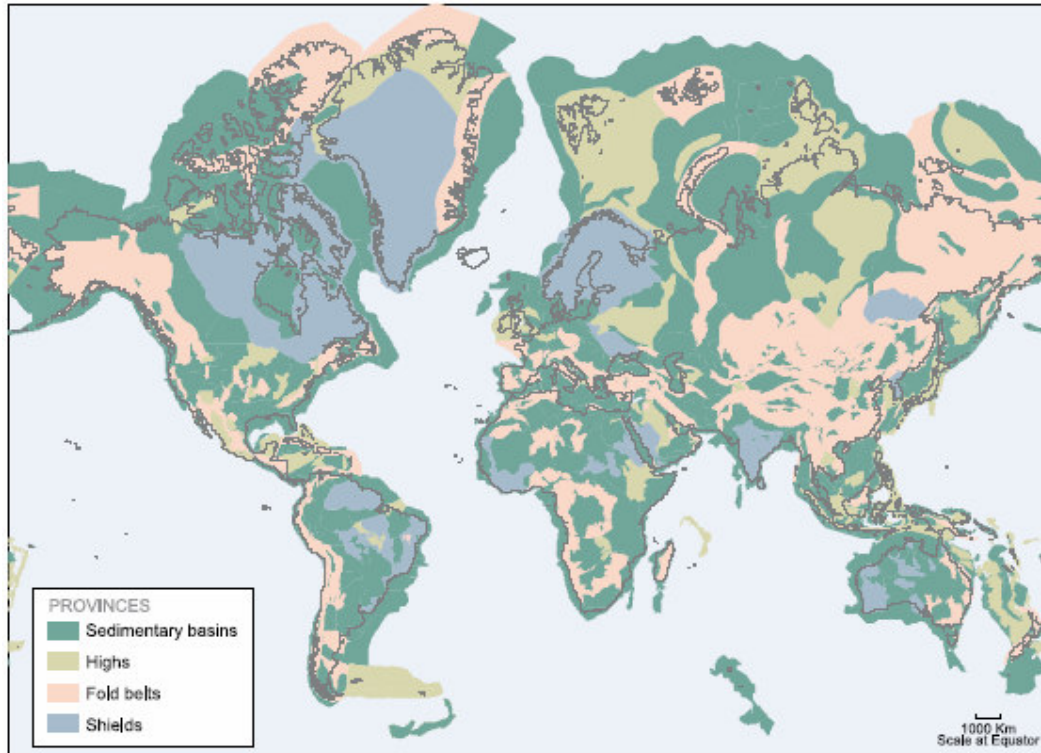 PROVINCES
Sedimentary basins
Highs
Fold belts
Shields
1000 Km
Scale at Equator